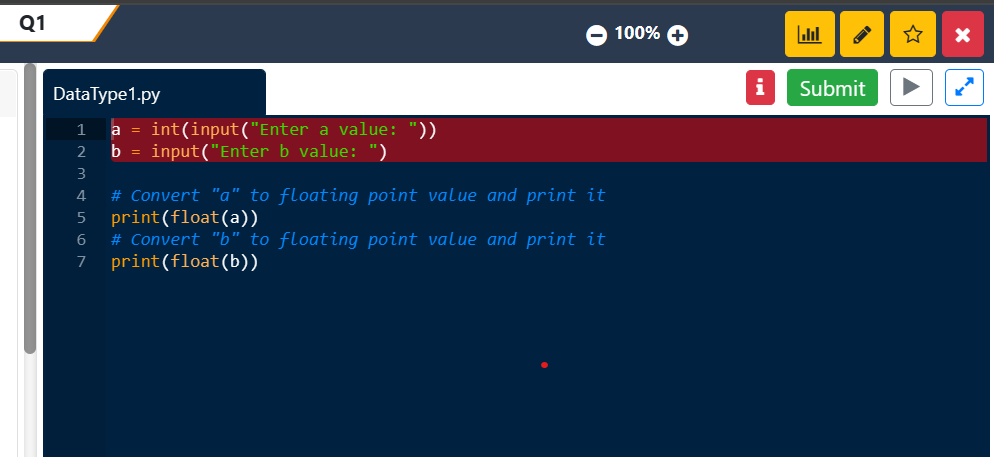 Q1
100%
DataType1.py
i
Submit
1 a = int(input("Enter a value: "))
2 b = input("Enter b value: ")
3
4 # Convert "a" to floating point value and print it
5 print(float(a))
6 # Convert "b" to floating point value and print it
7 print(float(b))